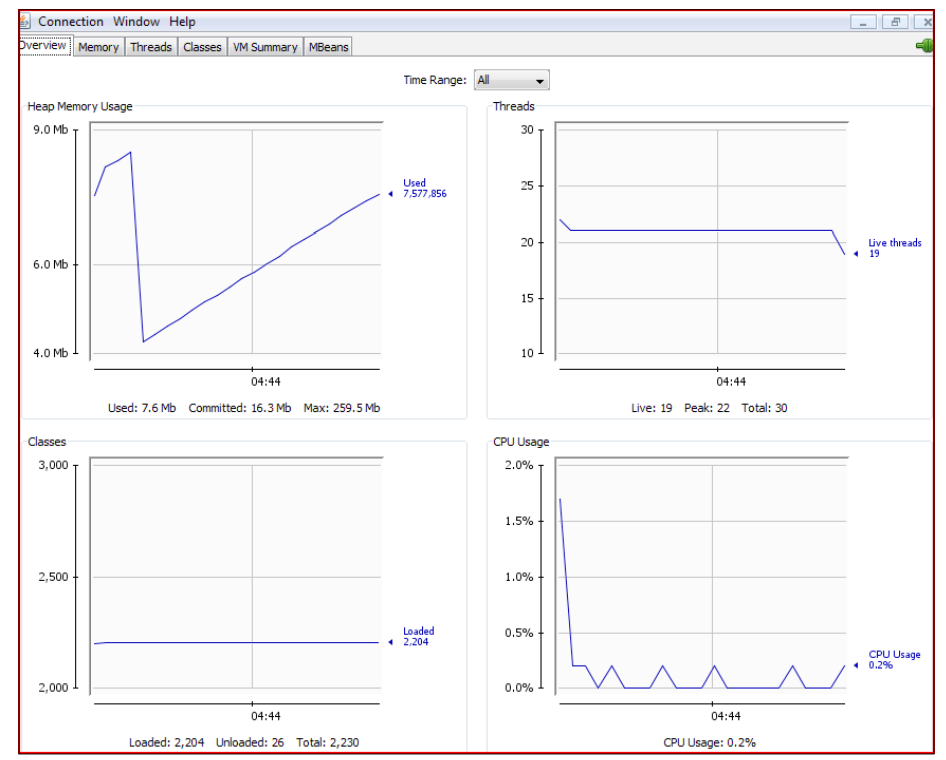 Connection Window Help
Overview Memory Threads Classes VM Summary MBeans
Time Range: All
Heap Memory Usage
9.0 Mb
6.0 Mb
4.0 Mb
Used
7,577,856
04:44
Used: 7.6 Mb Committed: 16.3 Mb Max: 259.5 Mb
Threads
30
25
20
15
10
Live threads
19
04:44
Live: 19 Peak: 22 Total: 30
Classes
3,000
2,500
2,000
Loaded
2,204
04:44
Loaded: 2,204 Unloaded: 26 Total: 2,230
CPU Usage
2.0%
1.5%
1.0%
0.5%
0.0%
CPU Usage
0.2%
04:44
CPU Usage: 0.2%